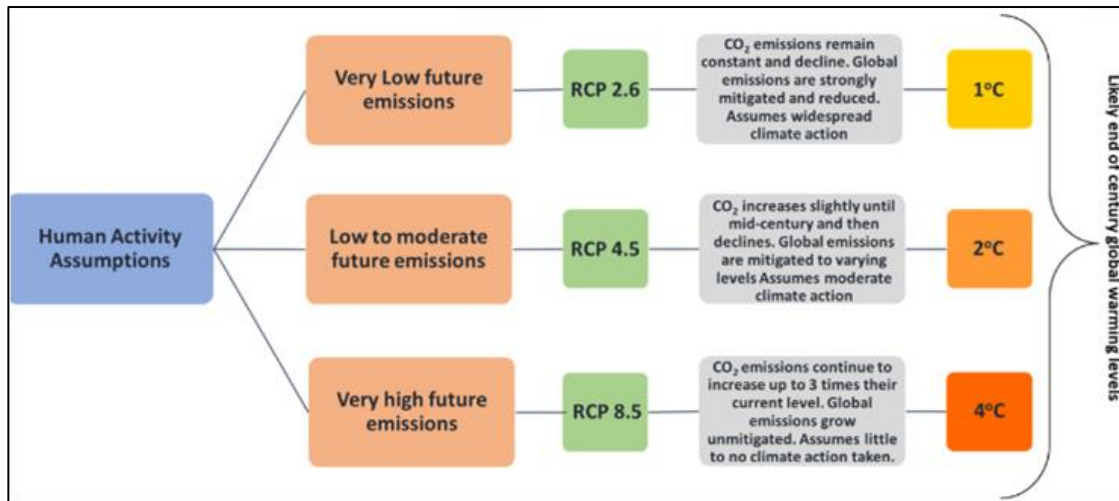 Human Activity
Assumptions
Very Low future
emissions
RCP 2.6
CO₂ emissions remain
constant and decline. Global
emissions are strongly
mitigated and reduced.
Assumes widespread
climate action
1°C
Low to moderate
future emissions
RCP 4.5
CO₂ increases slightly until
mid-century and then
declines. Global emissions
are mitigated to varying
levels Assumes moderate
climate action
2°C
Very high future
emissions
RCP 8.5
CO₂ emissions continue to
increase up to 3 times their
current level. Global
emissions grow
unmitigated. Assumes little
to no climate action taken.
4°C
Likely end of century global warming levels